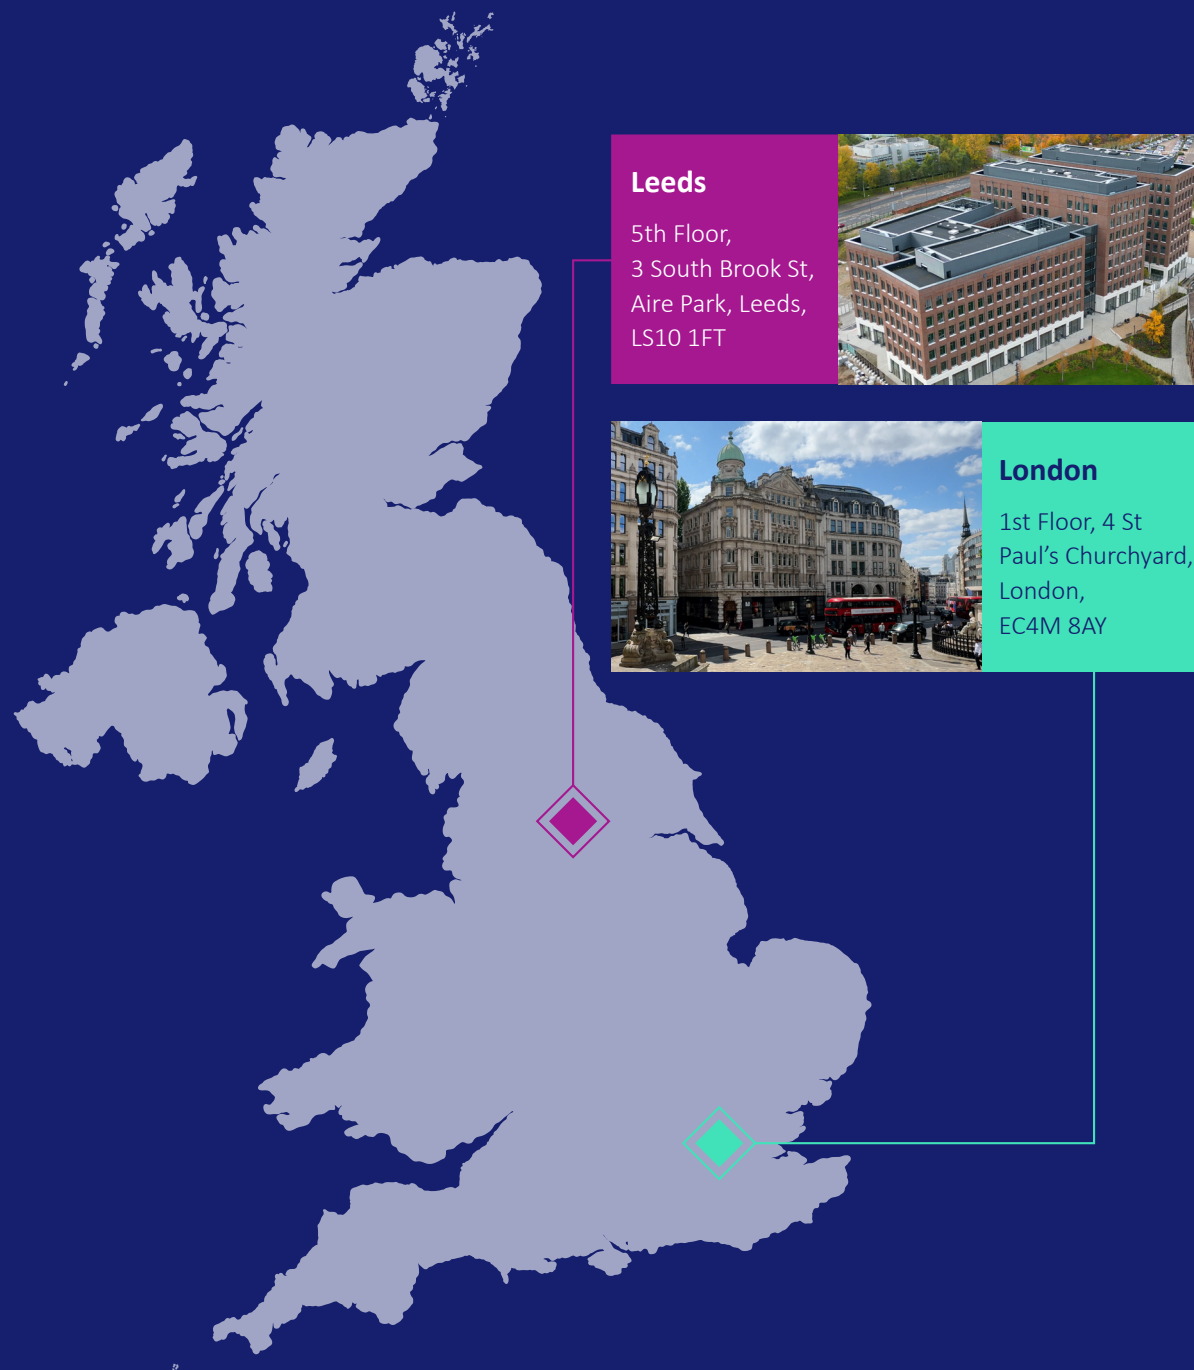 Leeds
5th Floor,
3 South Brook St,
Aire Park, Leeds,
LS10 1FT
London
1st Floor, 4 St
Paul’s Churchyard,
London,
EC4M 8AY